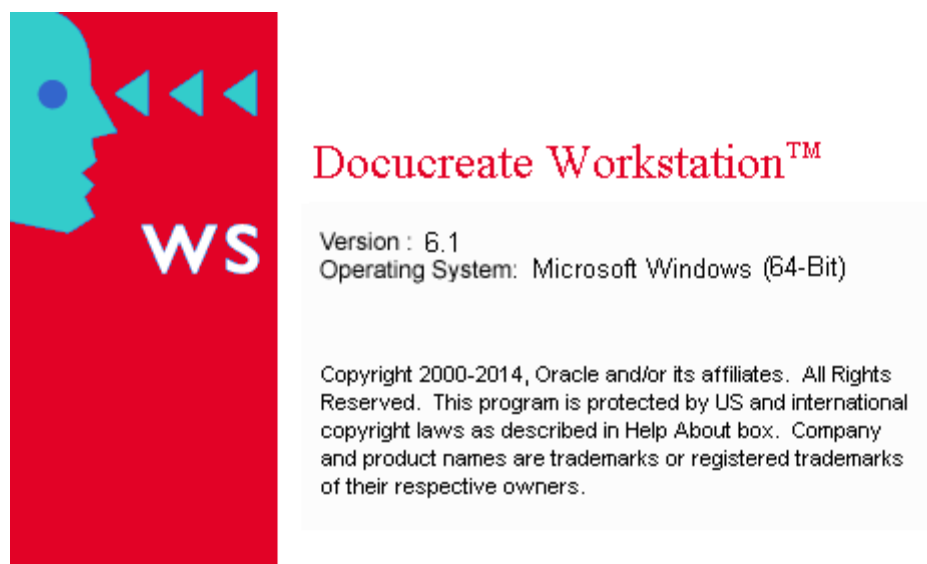 WS
Docucreate Workstation™
Version : 6.1
Operating System: Microsoft Windows (64-Bit)
Copyright 2000-2014, Oracle and/or its affiliates. All Rights
Reserved. This program is protected by US and international
copyright laws as described in Help About box. Company
and product names are trademarks or registered trademarks
of their respective owners.